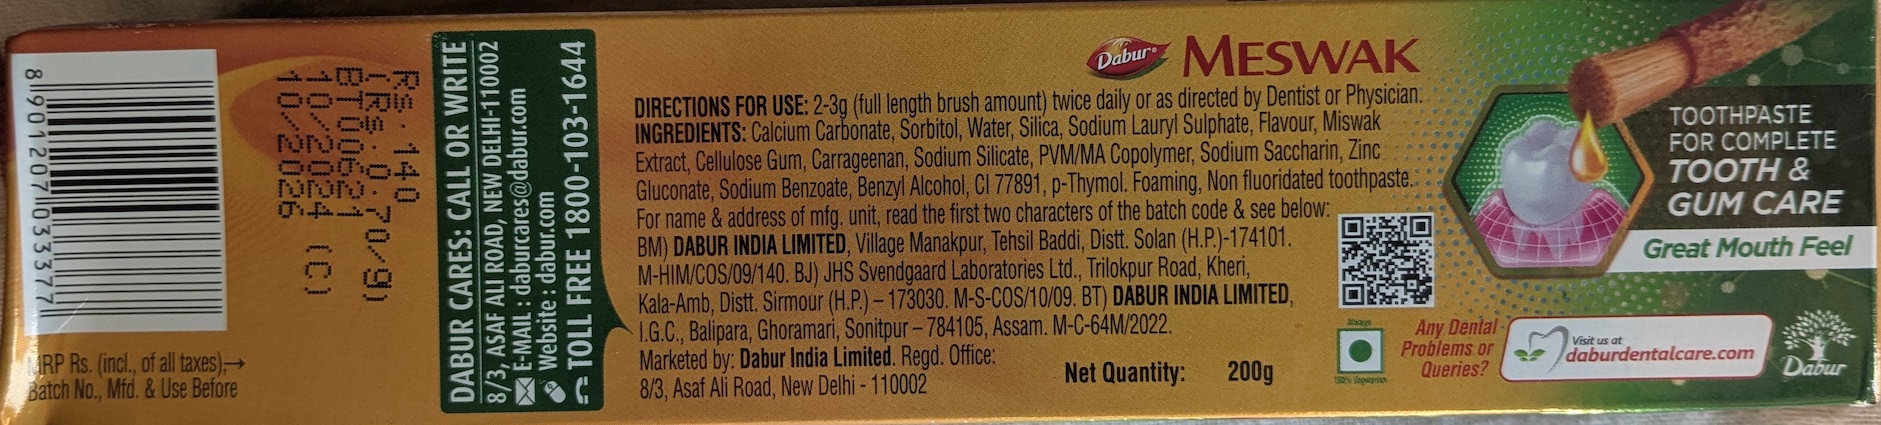 8 901207 033377
Rs. 140
(Rs. 0.70/g)
BT00621
10/2024 (C)
10/2026
MRP Rs. (incl., of all taxes),→
Batch No., Mfd. & Use Before
DABUR CARES: CALL OR WRITE
8/3, ASAF ALI ROAD, NEW DELHI-110002
E-MAIL : daburcares@dabur.com
Website : dabur.com
TOLL FREE 1800-103-1644
Dabur® MESWAK
DIRECTIONS FOR USE: 2-3g (full length brush amount) twice daily or as directed by Dentist or Physician.
INGREDIENTS: Calcium Carbonate, Sorbitol, Water, Silica, Sodium Lauryl Sulphate, Flavour, Miswak
Extract, Cellulose Gum, Carrageenan, Sodium Silicate, PVM/MA Copolymer, Sodium Saccharin, Zinc
Gluconate, Sodium Benzoate, Benzyl Alcohol, CI 77891, p-Thymol. Foaming, Non fluoridated toothpaste.
For name & address of mfg. unit, read the first two characters of the batch code & see below:
BM) DABUR INDIA LIMITED, Village Manakpur, Tehsil Baddi, Distt. Solan (H.P.)-174101.
M-HIM/COS/09/140. BJ) JHS Svendgaard Laboratories Ltd., Trilokpur Road, Kheri,
Kala-Amb, Distt. Sirmour (H.P.) – 173030. M-S-COS/10/09. BT) DABUR INDIA LIMITED,
I.G.C., Balipara, Ghoramari, Sonitpur – 784105, Assam. M-C-64M/2022.
Marketed by: Dabur India Limited. Regd. Office:
8/3, Asaf Ali Road, New Delhi - 110002
Net Quantity: 200g
Always
100% Vegetarian
TOOTHPASTE
FOR COMPLETE
TOOTH &
GUM CARE
Great Mouth Feel
Any Dental
Problems or
Queries?
Visit us at
daburdentalcare.com
Dabur